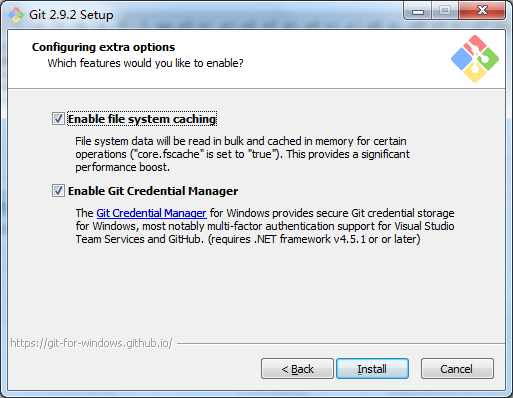 Git 2.9.2 Setup
Configuring extra options
Which features would you like to enable?
Enable file system caching
File system data will be read in bulk and cached in memory for certain
operations ("core.fscache" is set to "true"). This provides a significant
performance boost.
Enable Git Credential Manager
The Git Credential Manager for Windows provides secure Git credential storage
for Windows, most notably multi-factor authentication support for Visual Studio
Team Services and GitHub. (requires .NET framework v4.5.1 or or later)
https://git-for-windows.github.io/
< Back
Install
Cancel